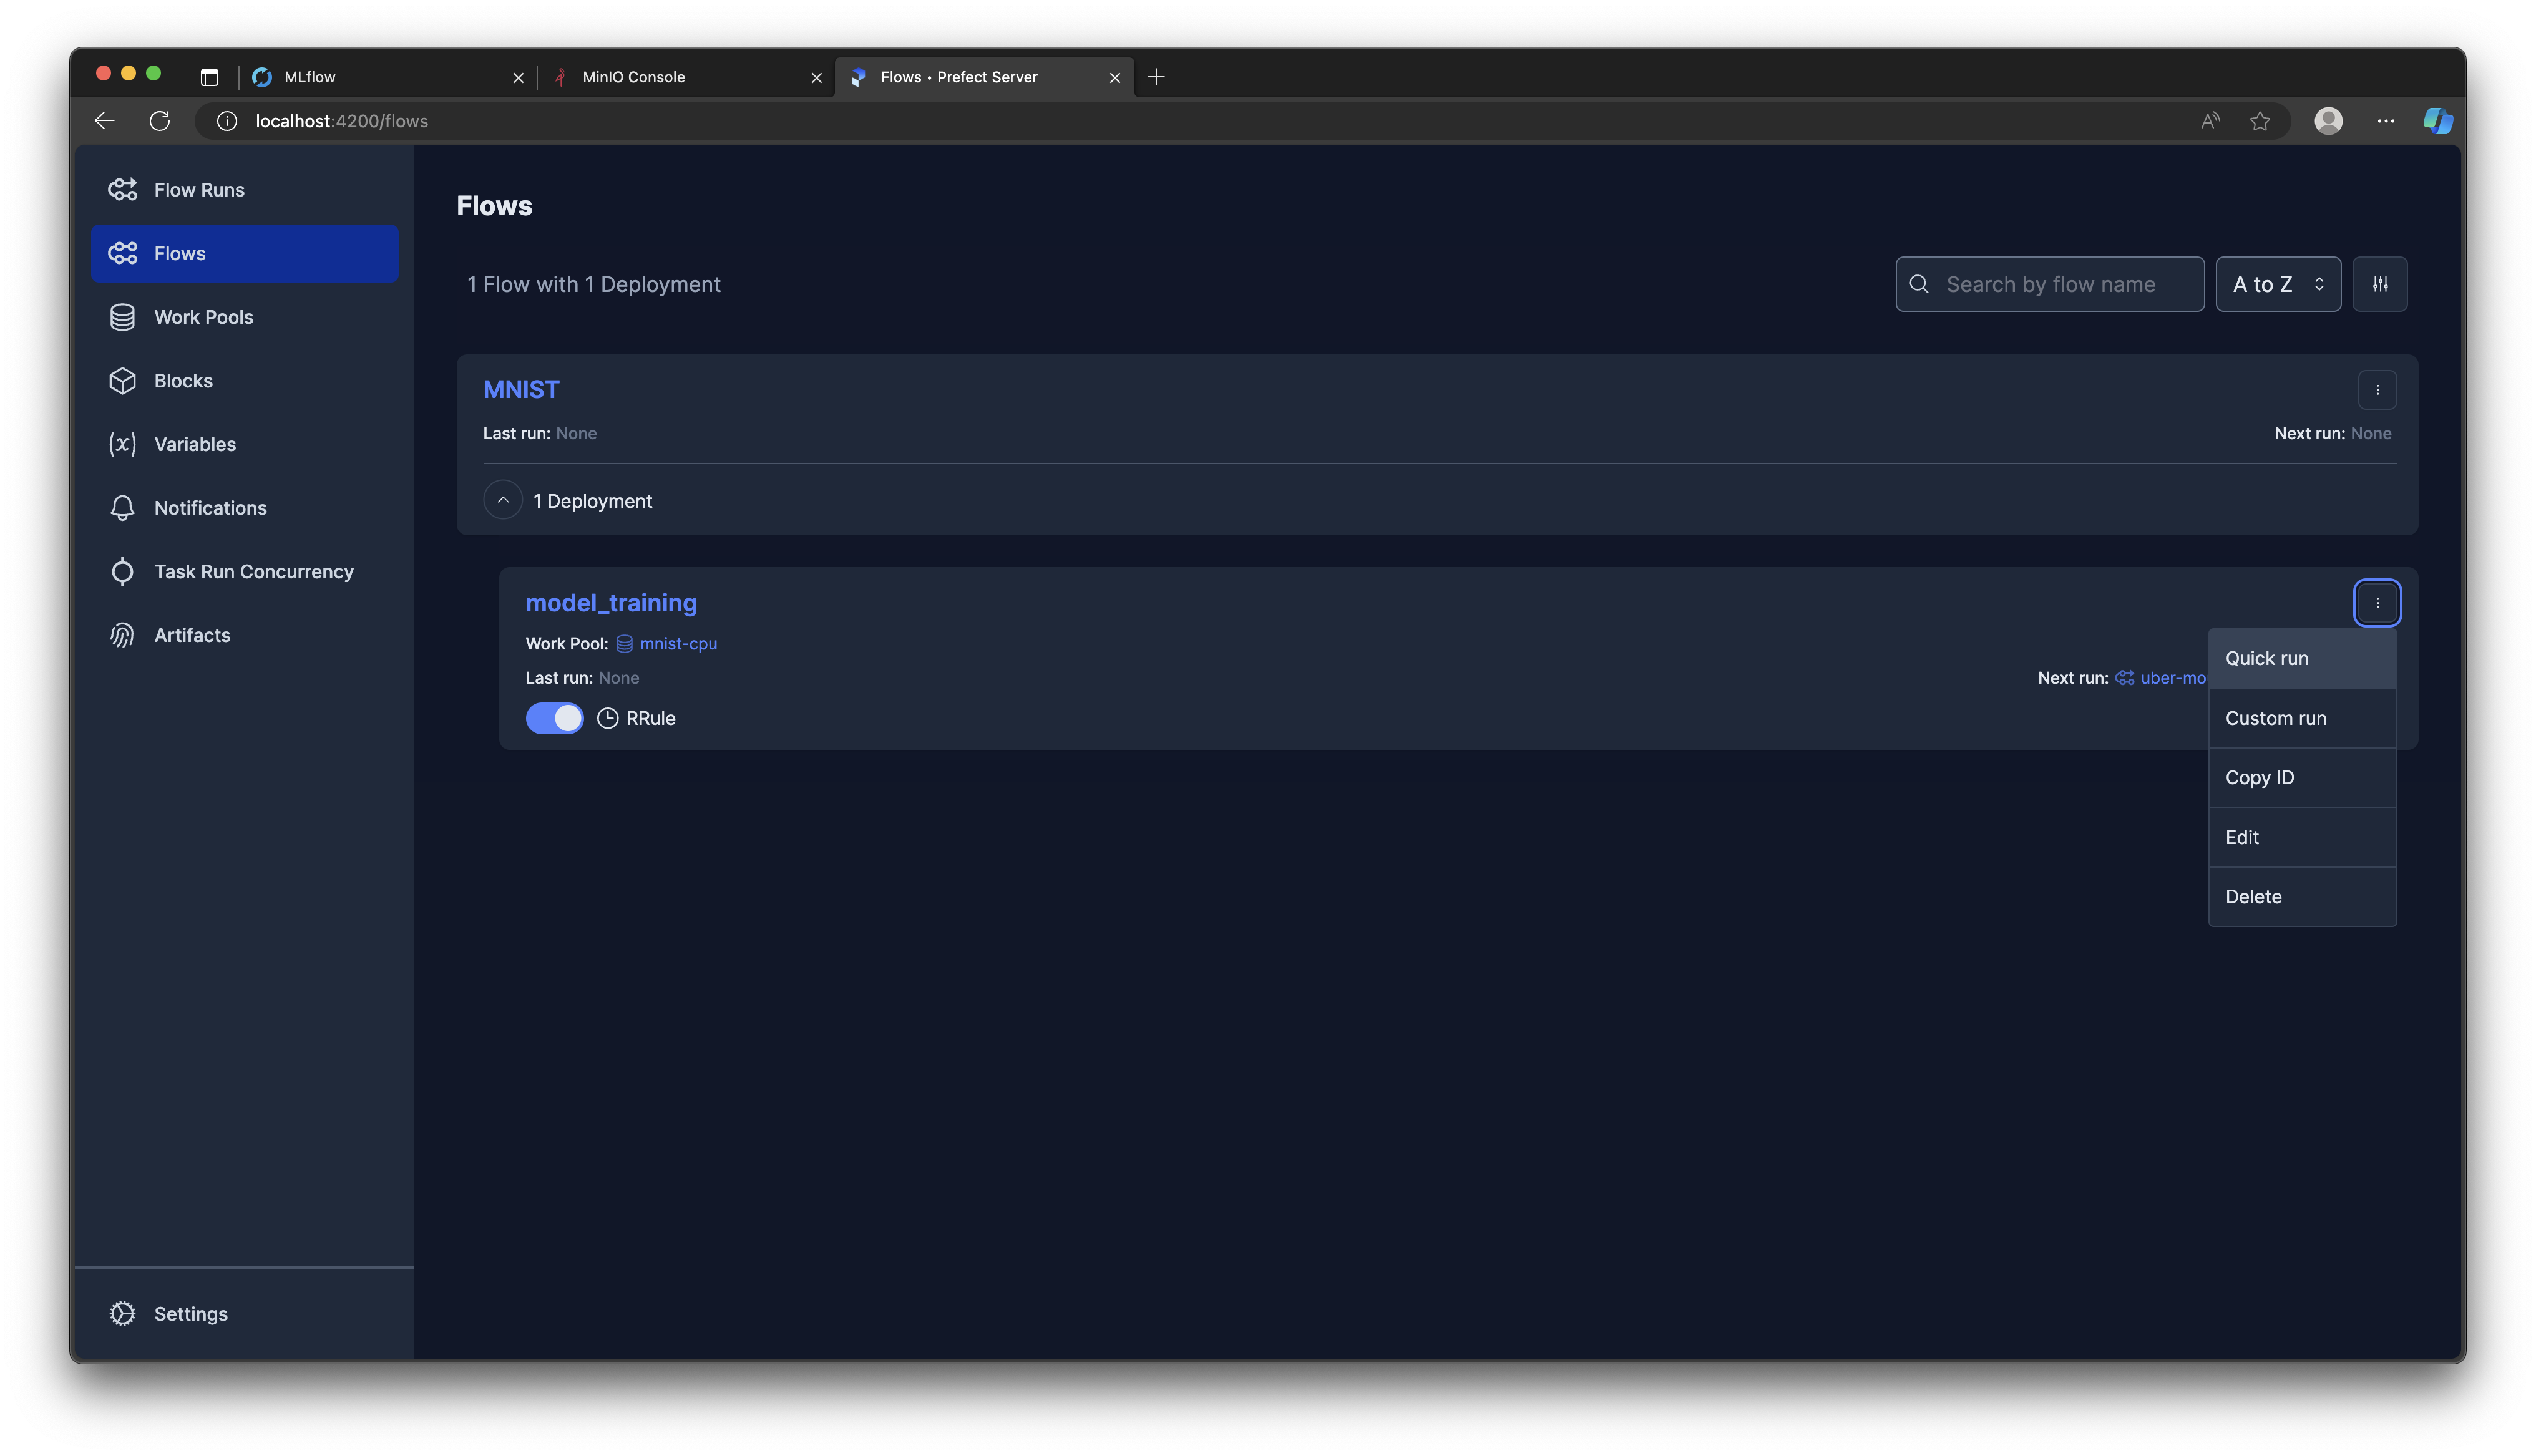 MLflow
MinIO Console
Flows • Prefect Server
localhost:4200/flows
Flow Runs
Flows
Work Pools
Blocks
Variables
Notifications
Task Run Concurrency
Artifacts
Settings
Flows
1 Flow with 1 Deployment
Search by flow name
A to Z
MNIST
Last run: None
Next run: None
1 Deployment
model_training
Work Pool: mnist-cpu
Last run: None
Next run: uber-mou
RRule
Quick run
Custom run
Copy ID
Edit
Delete